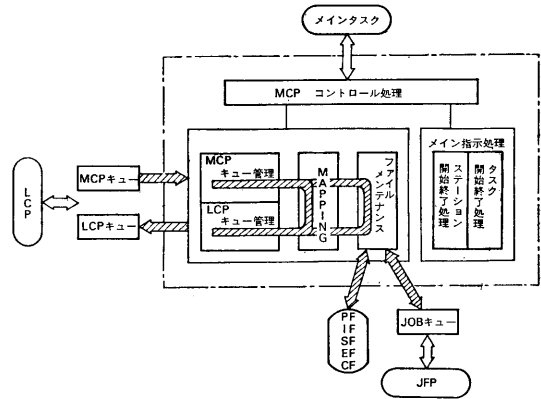 メインタスク
MCP コントロール処理
メイン指示処理
ステーション
開始終了処理
タスク
開始終了処理
MCP
キュー管理
LCP
キュー管理
MAPPING
ファイル
メンテナンス
LCP
MCPキュー
LCPキュー
PF
IF
SF
EF
CF
JOBキュー
JFP